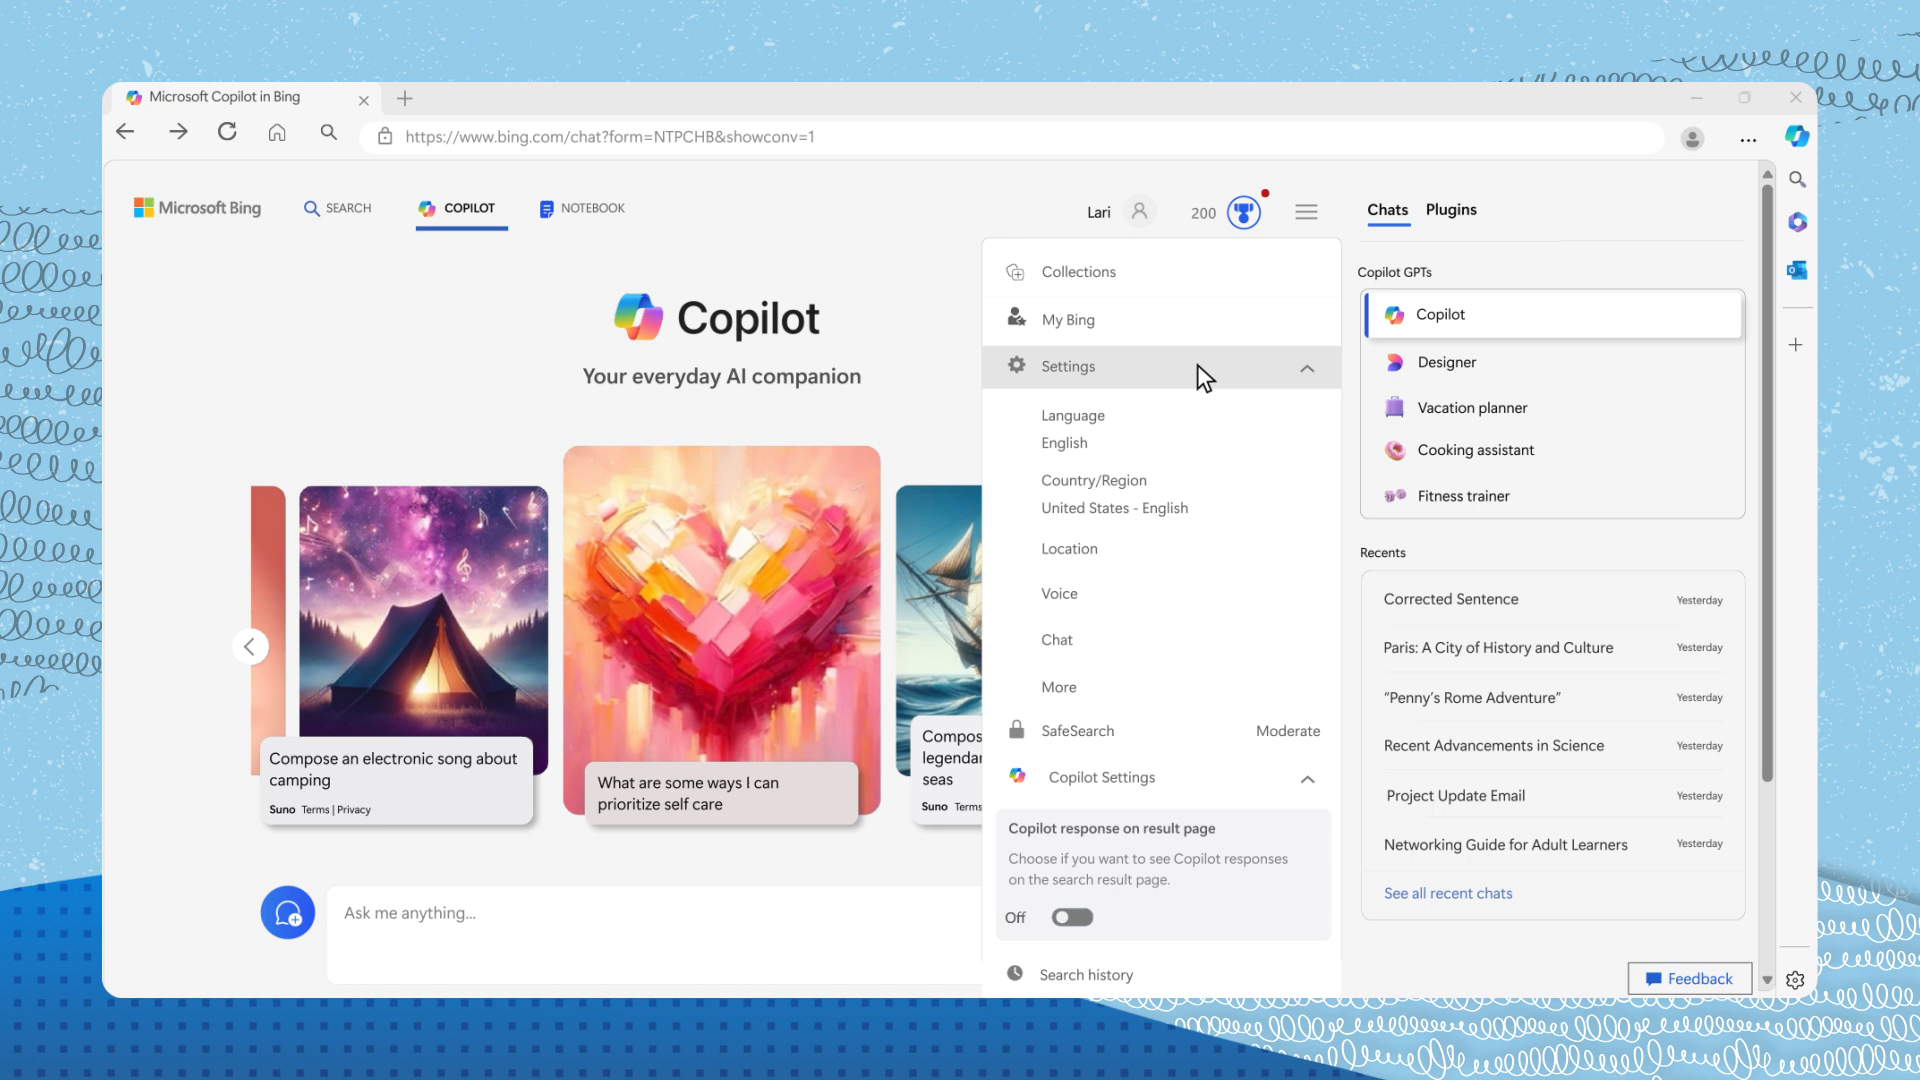 Microsoft Copilot in Bing
https://www.bing.com/chat?form=NTPCHB&showconv=1
Microsoft Bing
SEARCH
COPILOT
NOTEBOOK
Lari
200
Chats
Plugins
Copilot
Your everyday AI companion
Compose an electronic song about
camping
Suno Terms | Privacy
What are some ways I can
prioritize self care
Compos
legendar
seas
Suno Terms
Ask me anything...
Collections
My Bing
Settings
Language
English
Country/Region
United States - English
Location
Voice
Chat
More
SafeSearch
Moderate
Copilot Settings
Copilot response on result page
Choose if you want to see Copilot responses
on the search result page.
Off
Search history
Copilot GPTs
Copilot
Designer
Vacation planner
Cooking assistant
Fitness trainer
Recents
Corrected Sentence Yesterday
Paris: A City of History and Culture Yesterday
“Penny’s Rome Adventure” Yesterday
Recent Advancements in Science Yesterday
Project Update Email Yesterday
Networking Guide for Adult Learners Yesterday
See all recent chats
Feedback